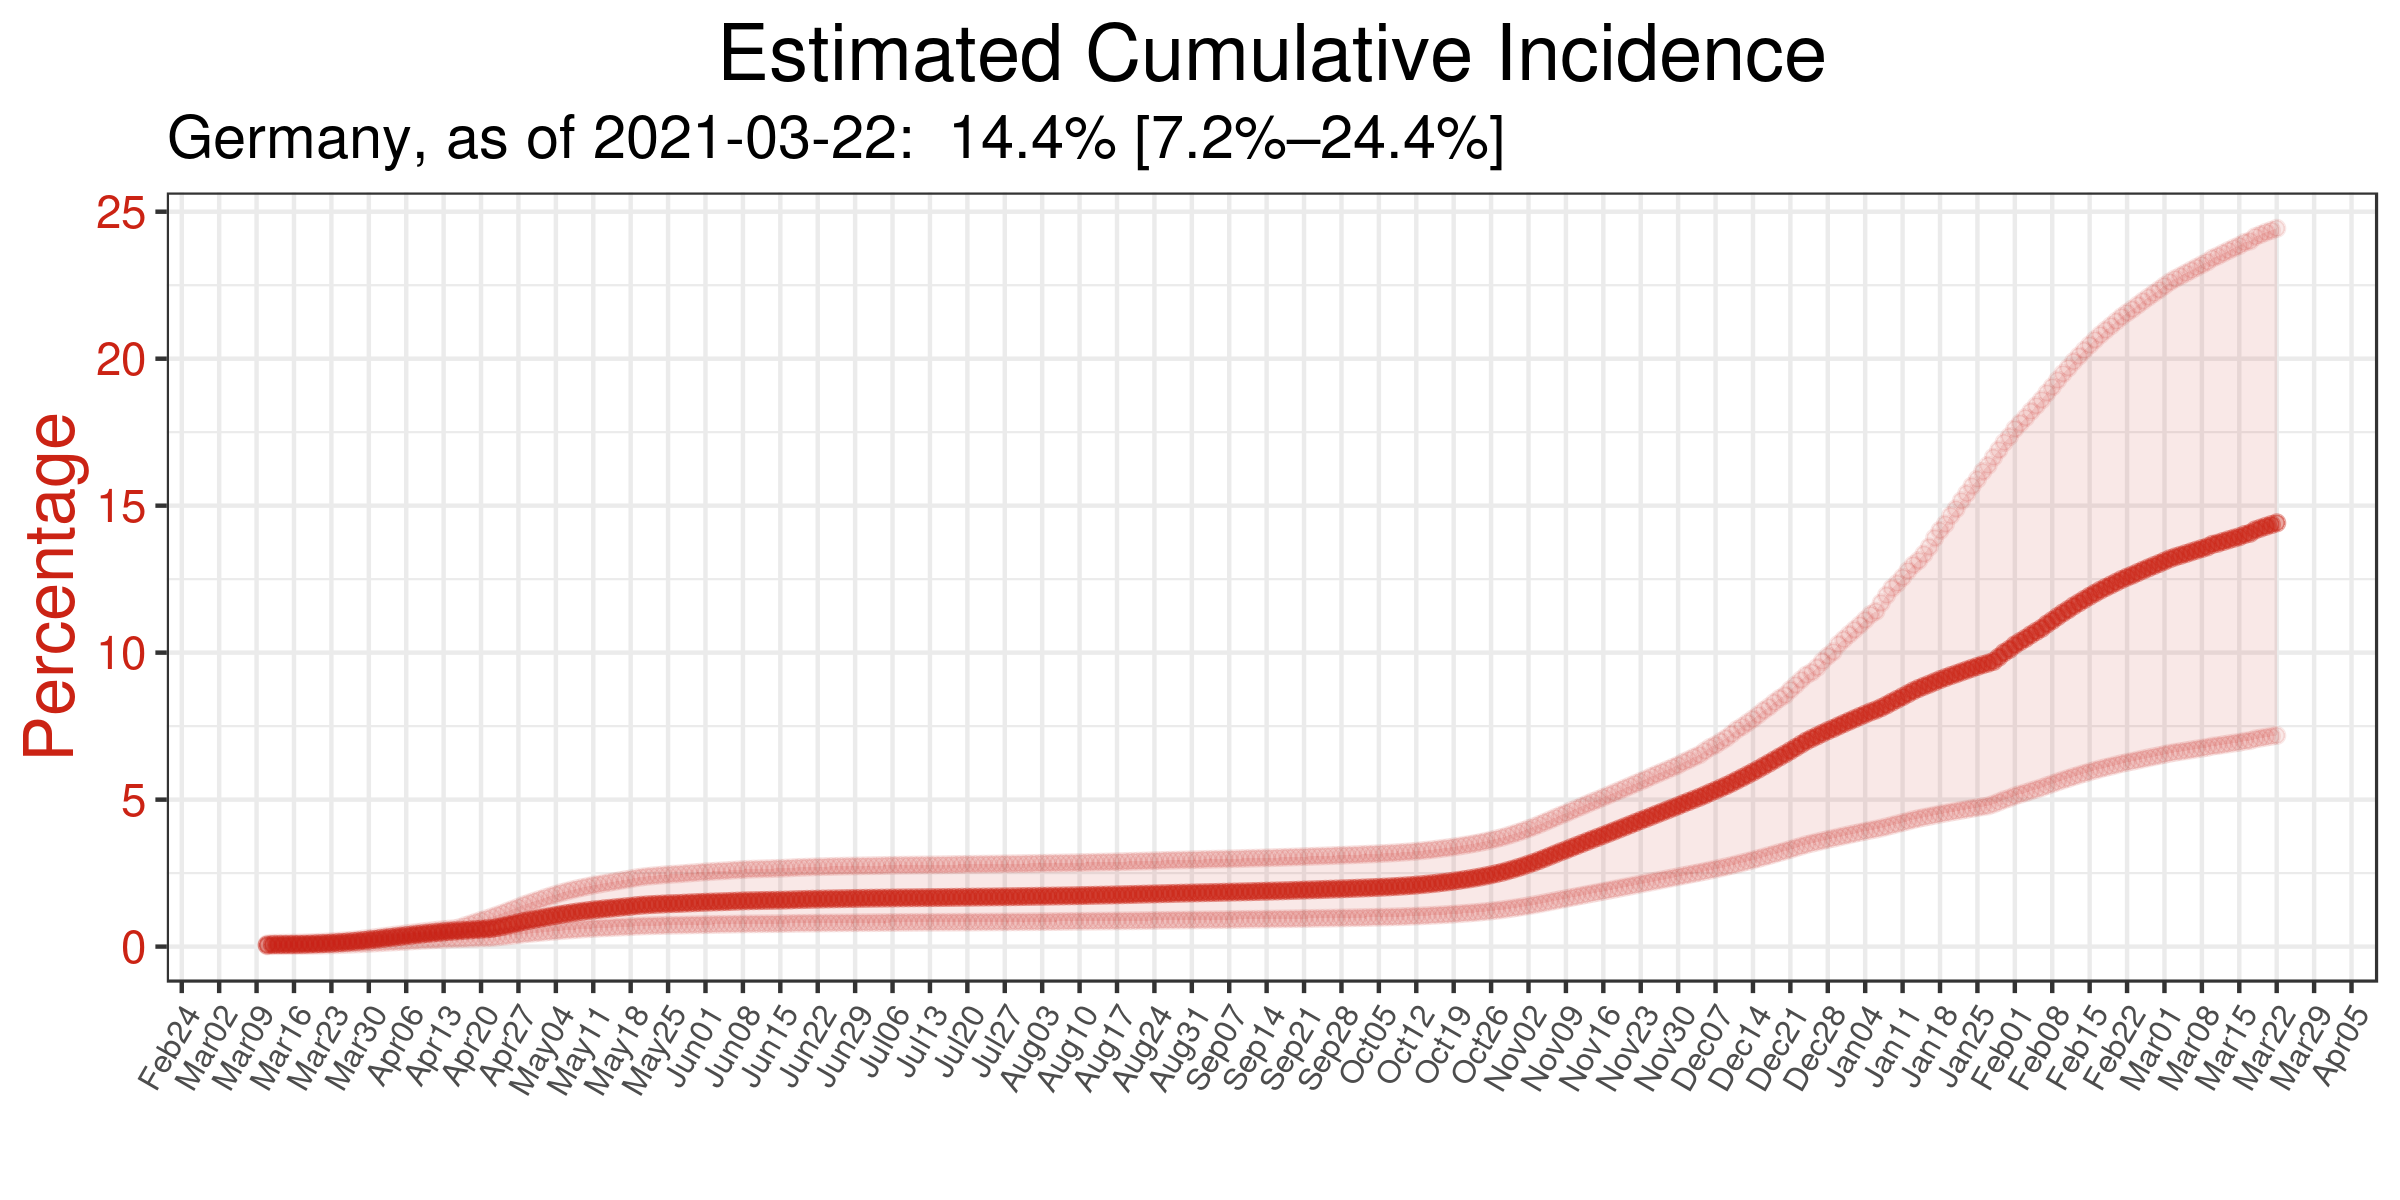 Estimated Cumulative Incidence
Germany, as of 2021-03-22: 14.4% [7.2%–24.4%]
Percentage
25
20
15
10
5
0
Feb24
Mar02
Mar09
Mar16
Mar23
Mar30
Apr06
Apr13
Apr20
Apr27
May04
May11
May18
May25
Jun01
Jun08
Jun15
Jun22
Jun29
Jul06
Jul13
Jul20
Jul27
Aug03
Aug10
Aug17
Aug24
Aug31
Sep07
Sep14
Sep21
Sep28
Oct05
Oct12
Oct19
Oct26
Nov02
Nov09
Nov16
Nov23
Nov30
Dec07
Dec14
Dec21
Dec28
Jan04
Jan11
Jan18
Jan25
Feb01
Feb08
Feb15
Feb22
Mar01
Mar08
Mar15
Mar22
Mar29
Apr05